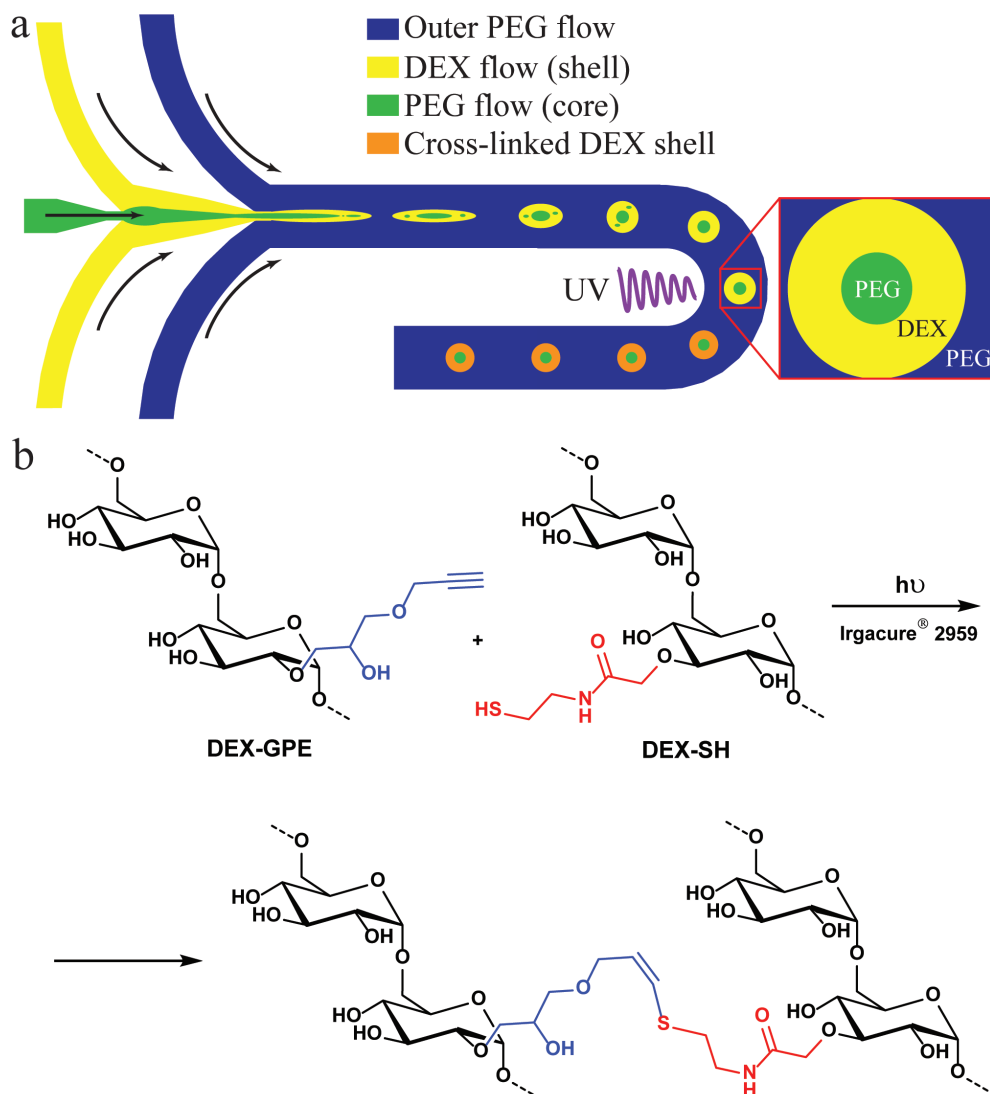 a
Outer PEG flow
DEX flow (shell)
PEG flow (core)
Cross-linked DEX shell
UV
PEG
DEX
PEG
b
O
O
HO
HO
OH
O
O
HO
HO
O
O
O
OH
DEX-GPE
+
O
O
HO
HO
OH
O
O
HO
O
OH
O
O
N
H
HS
DEX-SH
hυ
Irgacure® 2959
O
O
HO
HO
OH
O
O
HO
HO
O
O
O
OH
S
N
H
O
O
O
O
HO
HO
OH
O
O
HO
OH
O